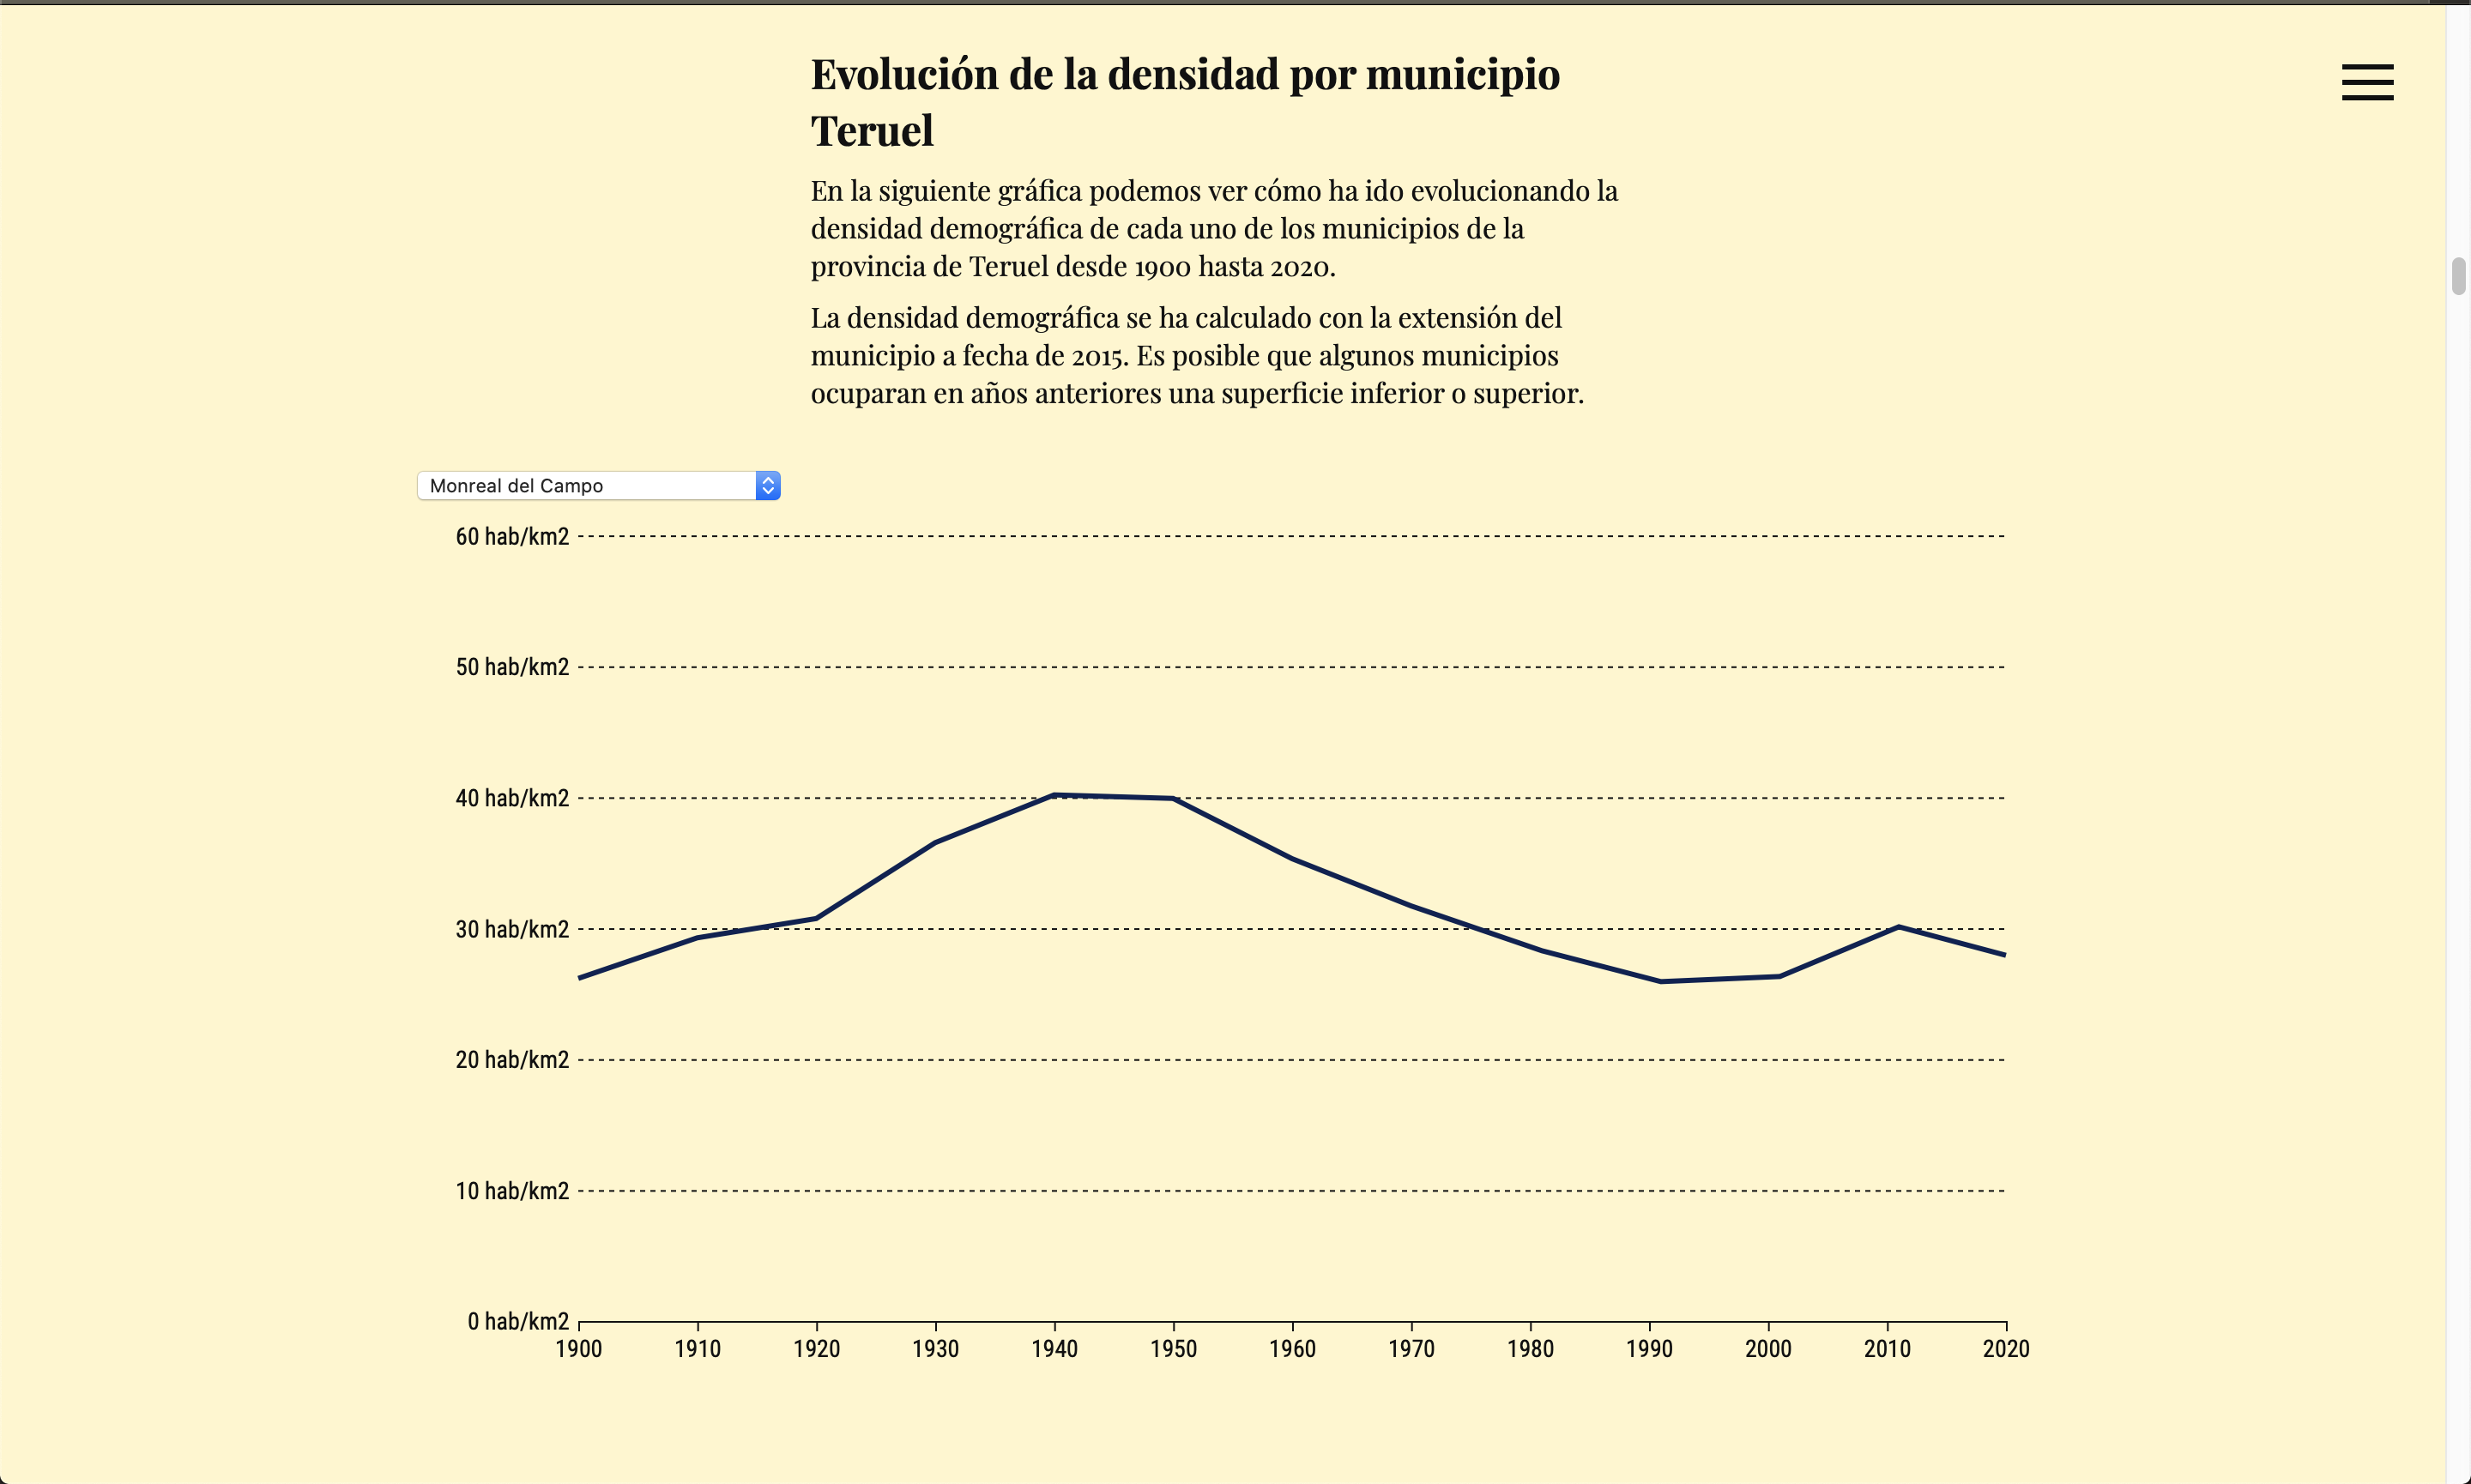 Evolución de la densidad por municipio
Teruel
En la siguiente gráfica podemos ver cómo ha ido evolucionando la
densidad demográfica de cada uno de los municipios de la
provincia de Teruel desde 1900 hasta 2020.
La densidad demográfica se ha calculado con la extensión del
municipio a fecha de 2015. Es posible que algunos municipios
ocuparan en años anteriores una superficie inferior o superior.
Monreal del Campo
60 hab/km2
50 hab/km2
40 hab/km2
30 hab/km2
20 hab/km2
10 hab/km2
0 hab/km2
1900 1910 1920 1930 1940 1950 1960 1970 1980 1990 2000 2010 2020